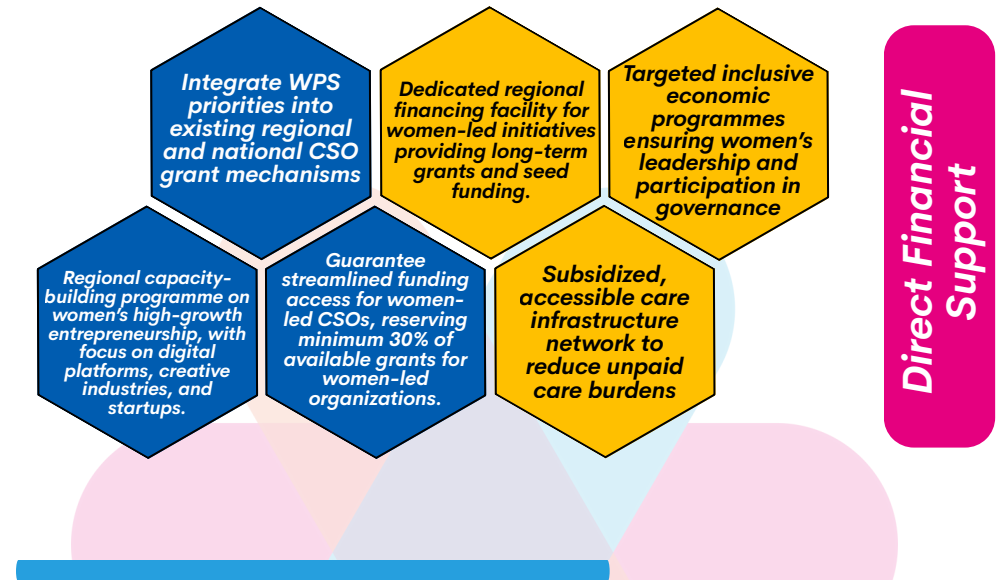 Integrate WPS
priorities into
existing regional
and national CSO
grant mechanisms
Dedicated regional
financing facility for
women-led initiatives
providing long-term
grants and seed
funding.
Targeted inclusive
economic
programmes
ensuring women's
leadership and
participation in
governance
Regional capacity-
building programme on
women's high-growth
entrepreneurship, with
focus on digital
platforms, creative
industries, and
startups.
Guarantee
streamlined funding
access for women-
led CSOs, reserving
minimum 30% of
available grants for
women-led
organizations.
Subsidized,
accessible care
infrastructure
network to
reduce unpaid
care burdens
Direct Financial
Support